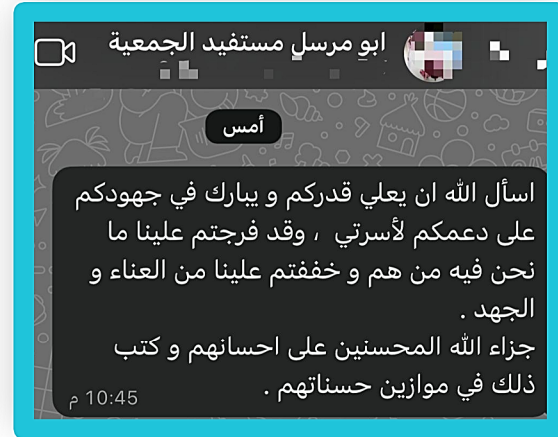 ابو مرسل مستفيد الجمعية
أمس
اسأل الله ان يعلي قدركم و يبارك في جهودكم
على دعمكم لأسرتي ، وقد فرجتم علينا ما
نحن فيه من هم و خففتم علينا من العناء و
الجهد .
جزاء الله المحسنين على احسانهم و كتب
ذلك في موازين حسناتهم .
10:45 م